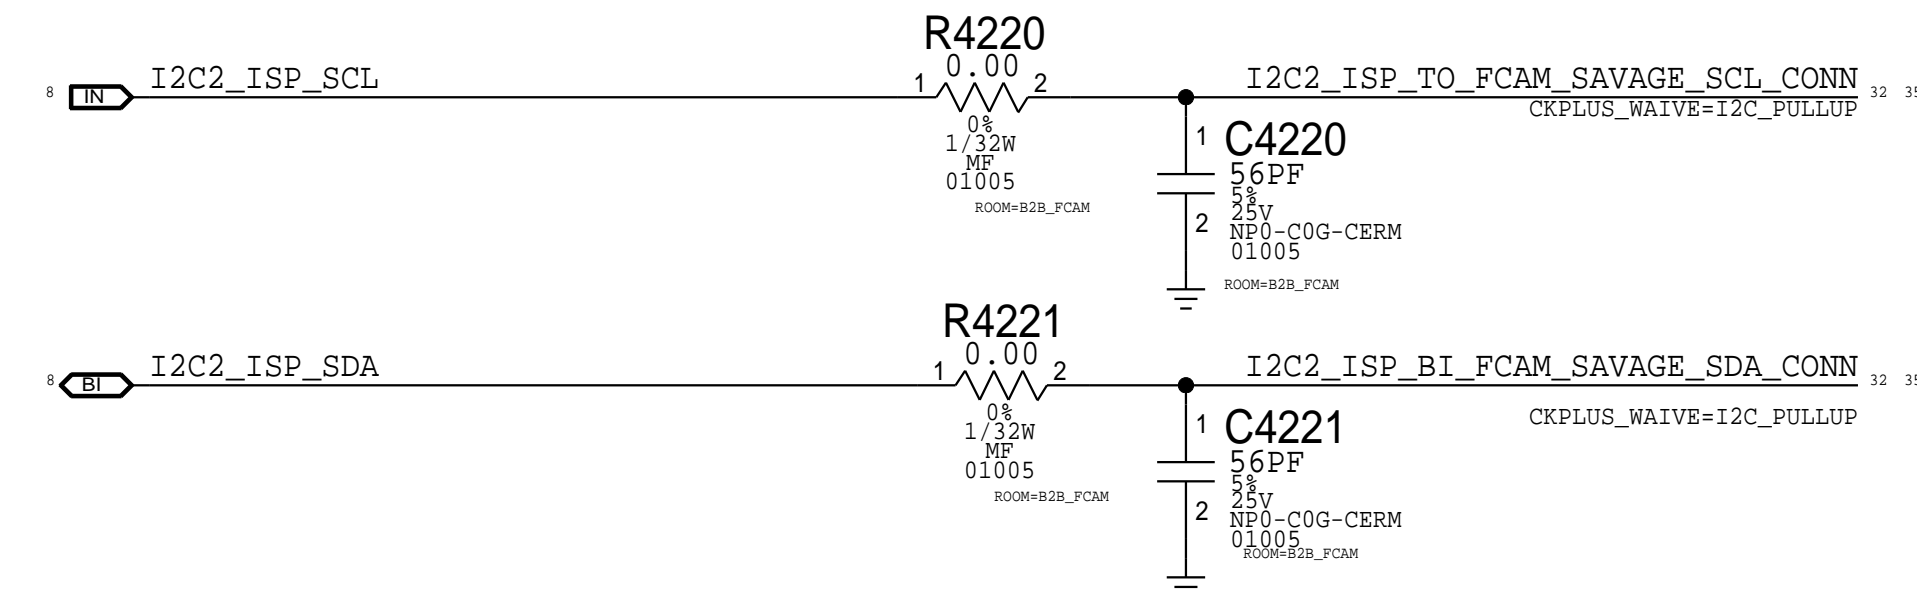 R4220
0.00
8 IN I2C2_ISP_SCL 1 2 I2C2_ISP_TO_FCAM_SAVAGE_SCL_CONN 32 35
CKPLUS_WAIVE=I2C_PULLUP
0%
1/32W
MF
01005
ROOM=B2B_FCAM
1 C4220
56PF
5%
25V
2 NP0-C0G-CERM
01005
ROOM=B2B_FCAM
R4221
0.00
8 BI I2C2_ISP_SDA 1 2 I2C2_ISP_BI_FCAM_SAVAGE_SDA_CONN 32 35
CKPLUS_WAIVE=I2C_PULLUP
0%
1/32W
MF
01005
ROOM=B2B_FCAM
1 C4221
56PF
5%
25V
2 NP0-C0G-CERM
01005
ROOM=B2B_FCAM